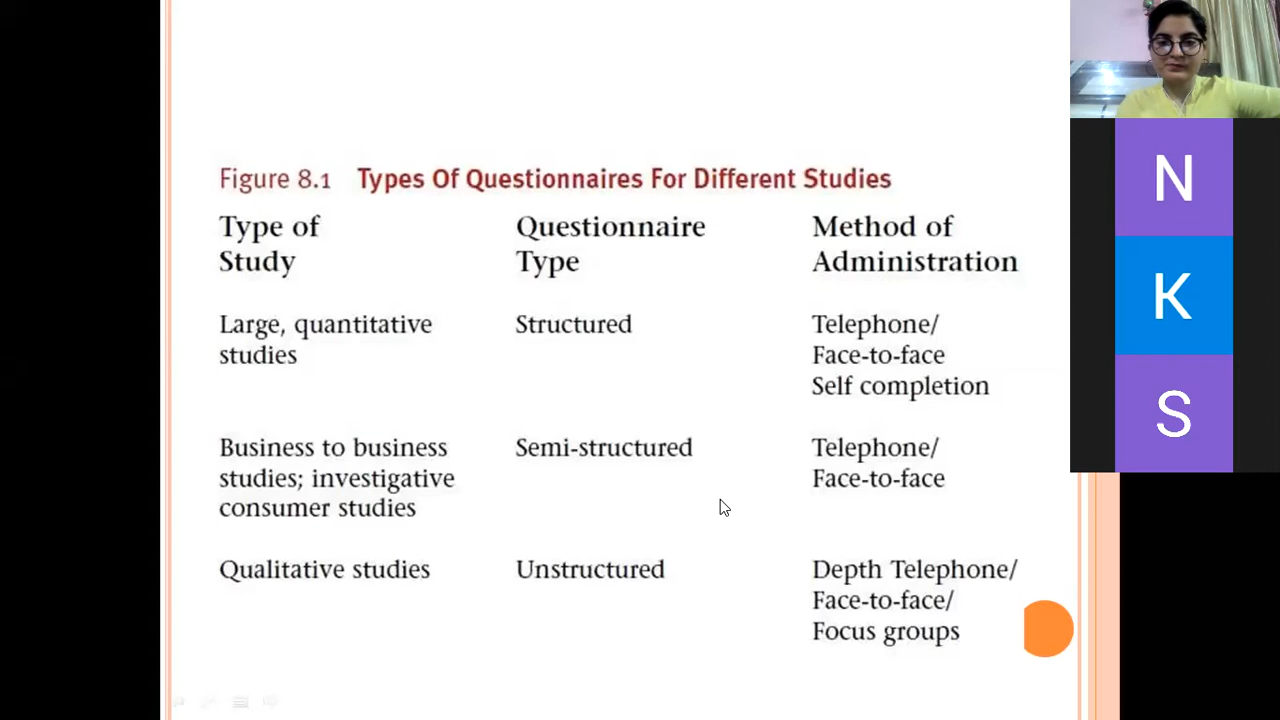 Figure 8.1 Types Of Questionnaires For Different Studies
Type of Study
Questionnaire Type
Method of Administration
Large, quantitative studies
Structured
Telephone/
Face-to-face
Self completion
Business to business
studies; investigative
consumer studies
Semi-structured
Telephone/
Face-to-face
Qualitative studies
Unstructured
Depth Telephone/
Face-to-face/
Focus groups
N
K
S